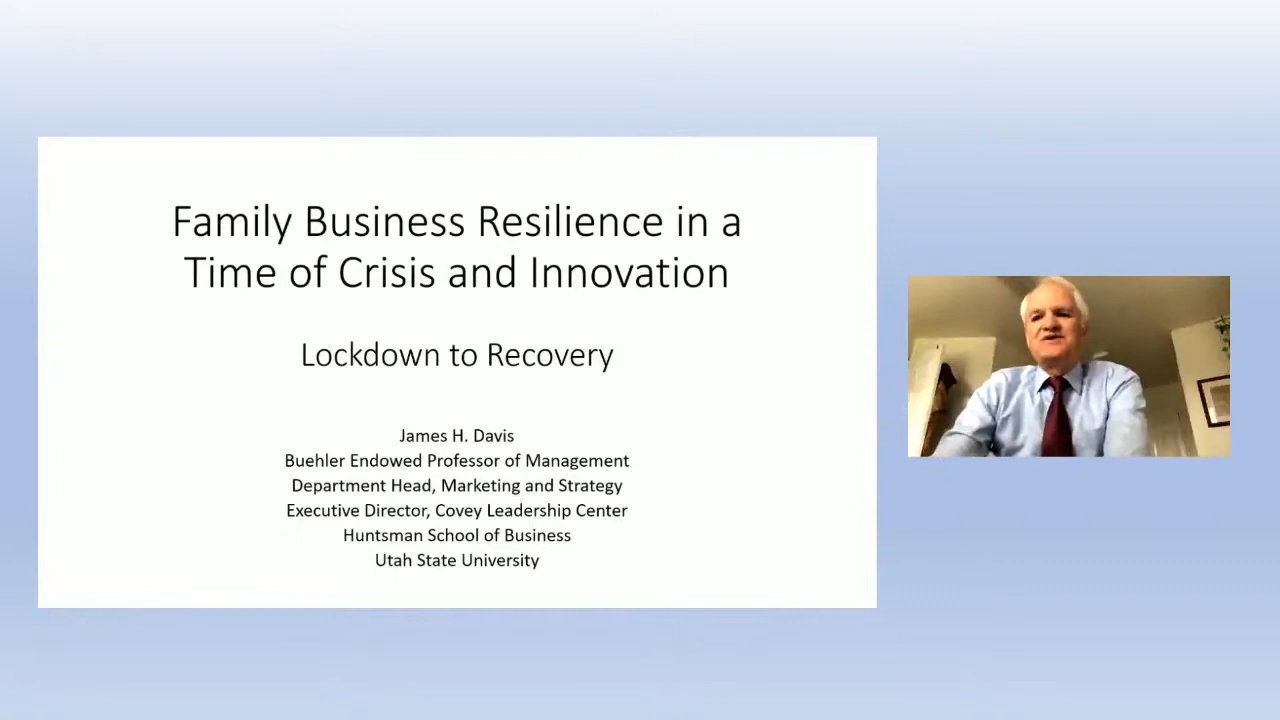 Family Business Resilience in a
Time of Crisis and Innovation
Lockdown to Recovery
James H. Davis
Buehler Endowed Professor of Management
Department Head, Marketing and Strategy
Executive Director, Covey Leadership Center
Huntsman School of Business
Utah State University